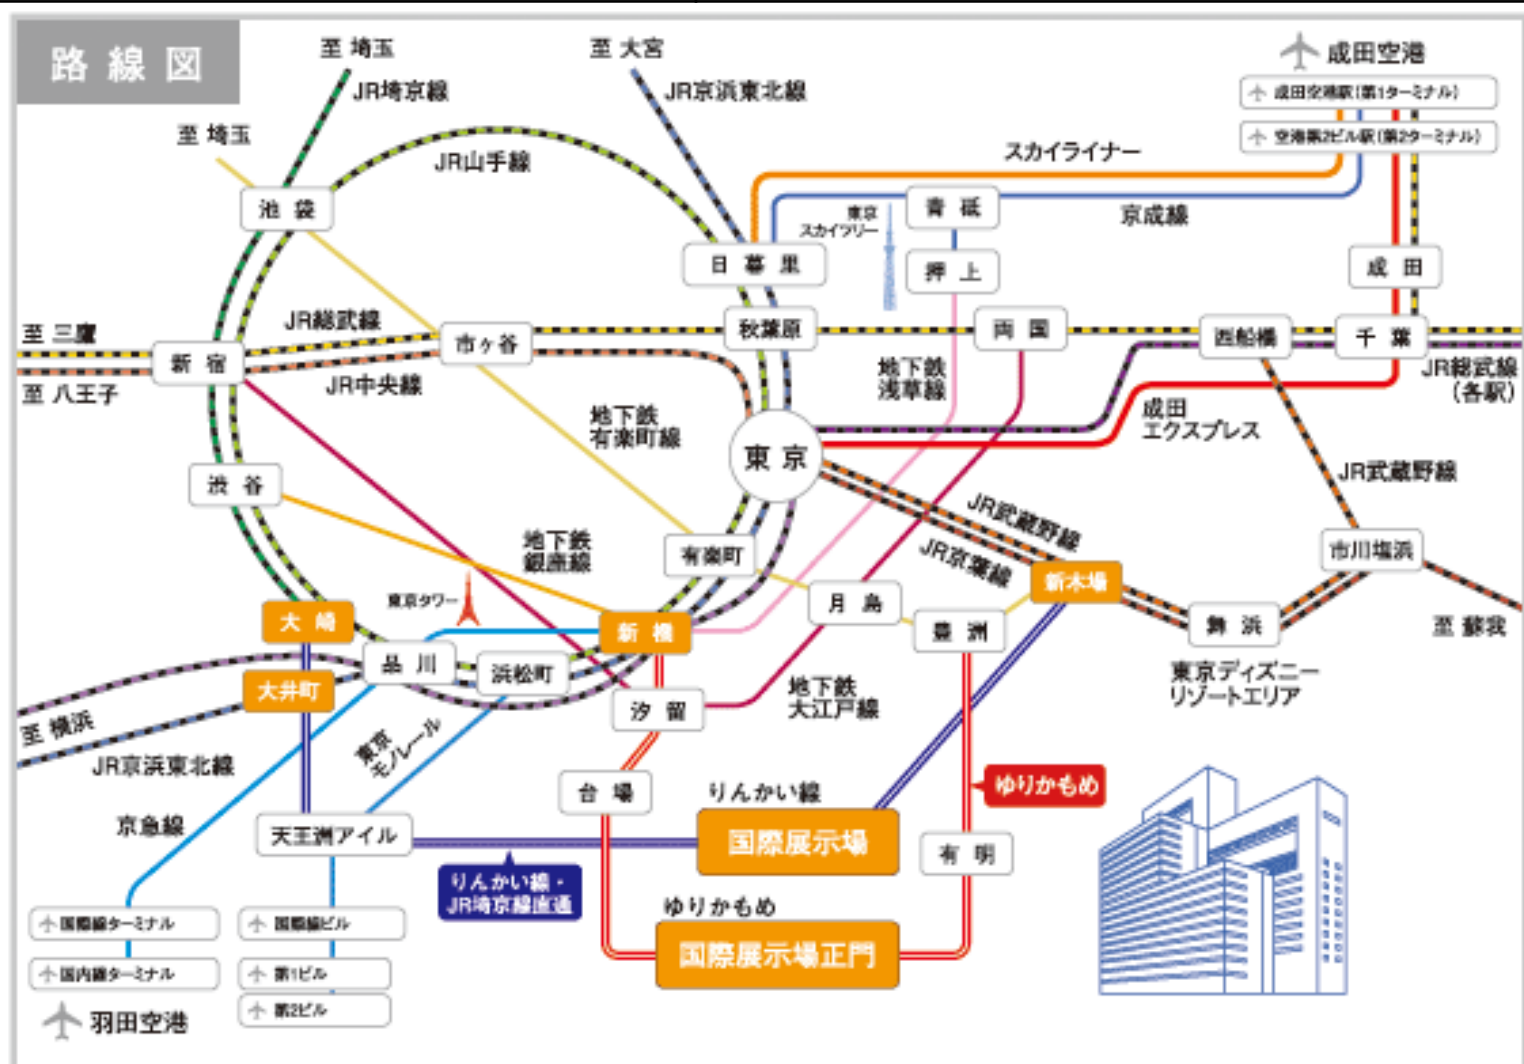 路線図
至 埼玉
JR埼京線
至 埼玉
至 大宮
JR京浜東北線
成田空港
成田空港駅(第1ターミナル)
空港第2ビル駅(第2ターミナル)
JR山手線
スカイライナー
池袋
東京
スカイツリー
青砥
京成線
日暮里
押上
成田
至 三鷹
JR総武線
市ヶ谷
秋葉原
両国
西船橋
千葉
新宿
至 八王子
JR中央線
地下鉄
浅草線
JR総武線
(各駅)
地下鉄
有楽町線
成田
エクスプレス
東京
渋谷
JR武蔵野線
JR武蔵野線
JR京葉線
地下鉄
銀座線
有楽町
市川塩浜
新木場
東京タワー
月島
大崎
新橋
豊洲
舞浜
至 蘇我
品川
浜松町
大井町
汐留
地下鉄
大江戸線
東京ディズニー
リゾートエリア
至 横浜
JR京浜東北線
東京
モノレール
台場
りんかい線
ゆりかもめ
京急線
天王洲アイル
国際展示場
有明
りんかい線・
JR埼京線直通
ゆりかもめ
国際展示場正門
国際線ターミナル
国際線ビル
国内線ターミナル
第1ビル
第2ビル
羽田空港